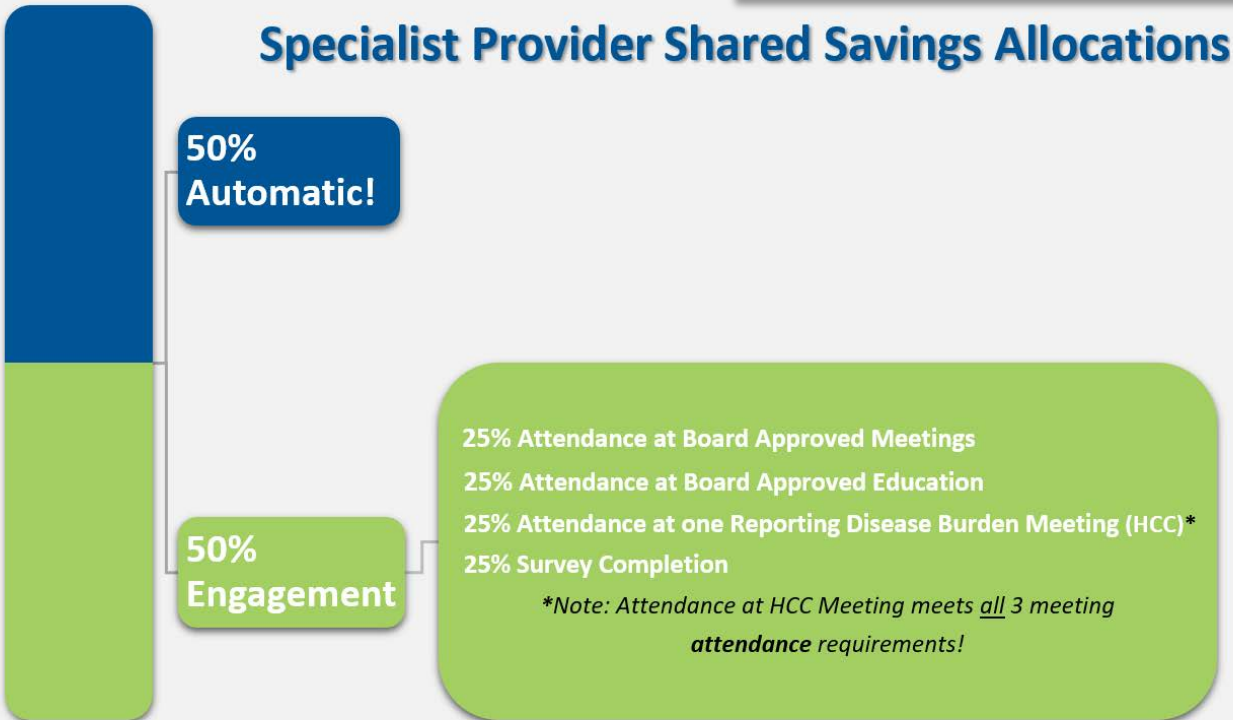 Specialist Provider Shared Savings Allocations
50%
Automatic!
50%
Engagement
25% Attendance at Board Approved Meetings
25% Attendance at Board Approved Education
25% Attendance at one Reporting Disease Burden Meeting (HCC)*
25% Survey Completion
*Note: Attendance at HCC Meeting meets all 3 meeting
attendance requirements!